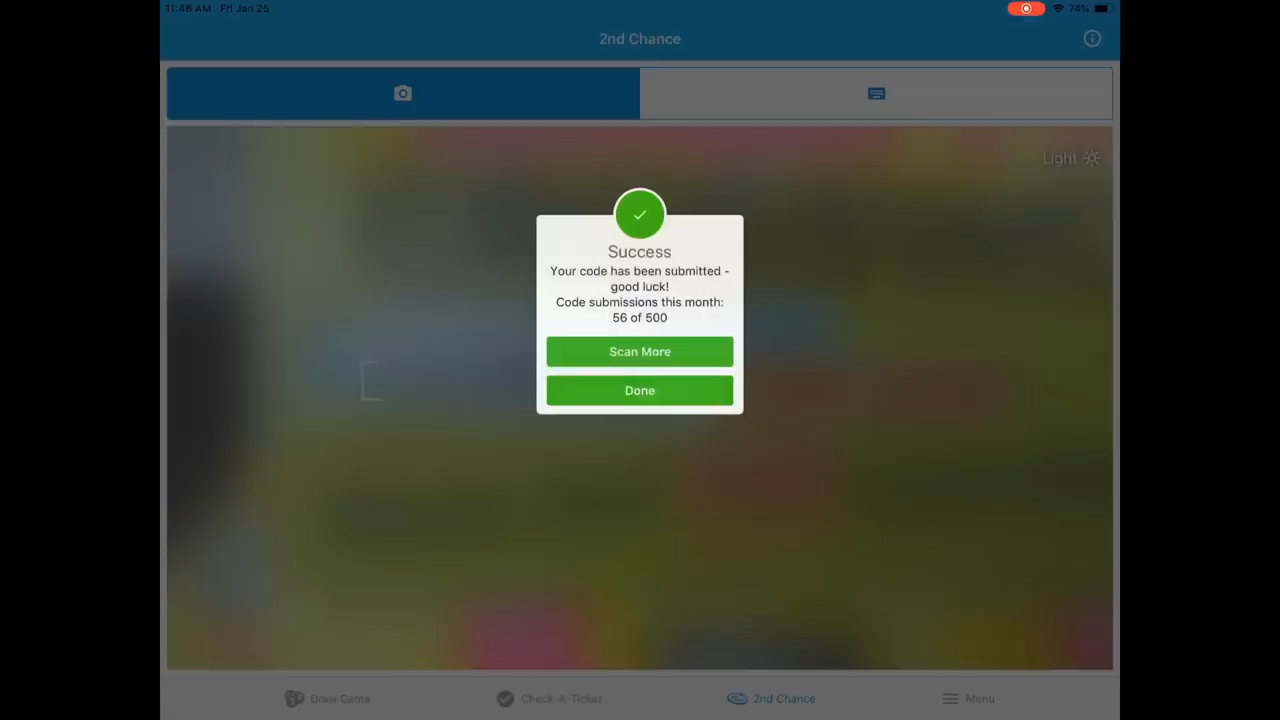 11:46 AM Fri Jan 25
74%
2nd Chance
Light
Success
Your code has been submitted -
good luck!
Code submissions this month:
56 of 500
Scan More
Done
Draw Game
Check-A-Ticket
2nd Chance
Menu